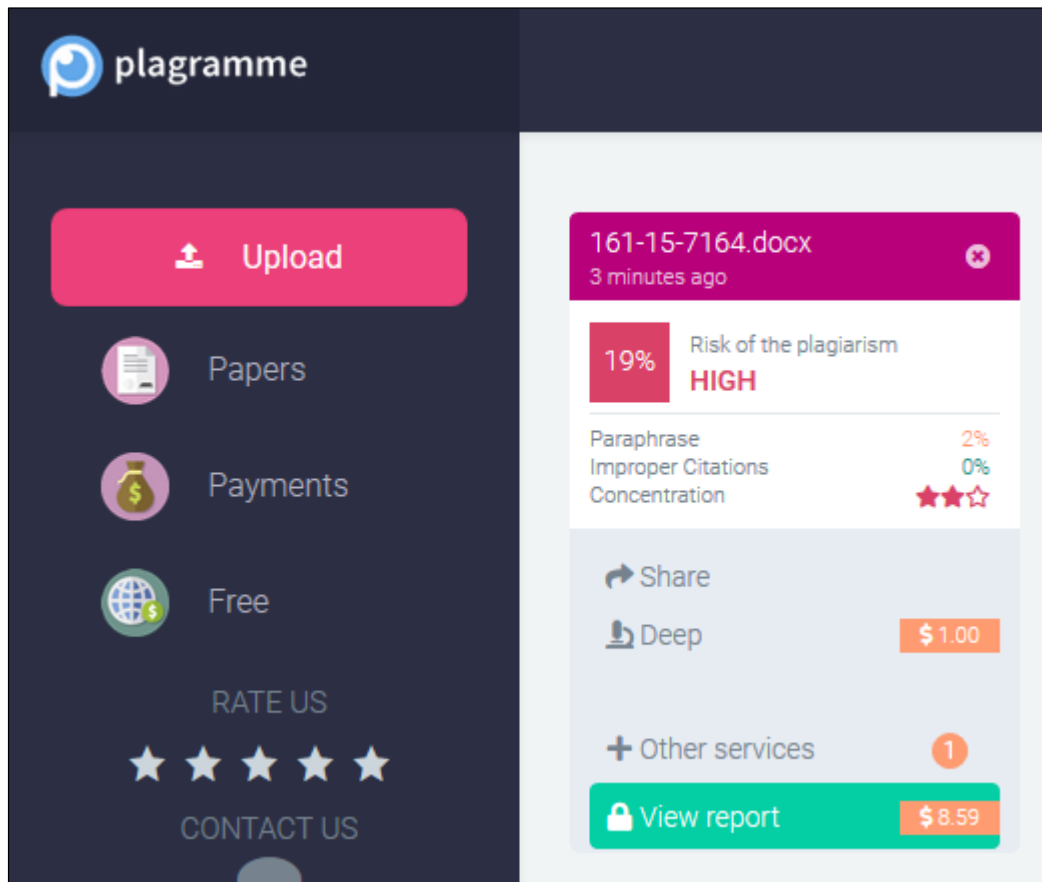 plagramme
Upload
Papers
Payments
Free
RATE US
CONTACT US
161-15-7164.docx
3 minutes ago
19%
Risk of the plagiarism
HIGH
Paraphrase 2%
Improper Citations 0%
Concentration
Share
Deep $ 1.00
Other services 1
View report $ 8.59